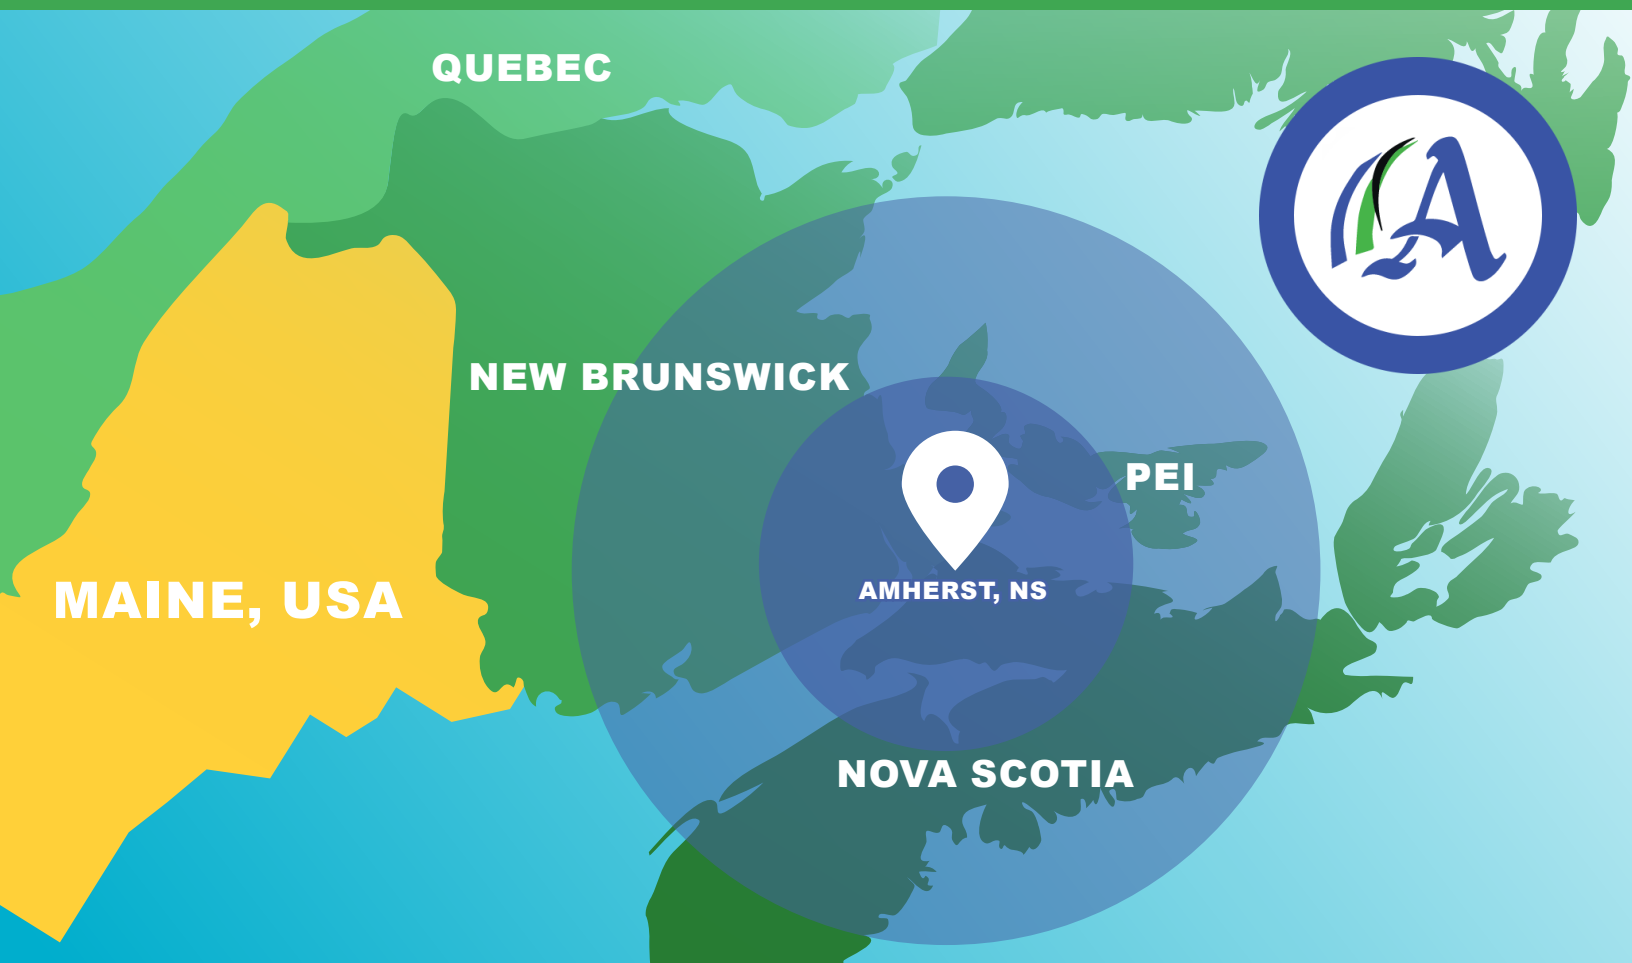 QUEBEC
A
NEW BRUNSWICK
PEI
MAINE, USA
AMHERST, NS
NOVA SCOTIA